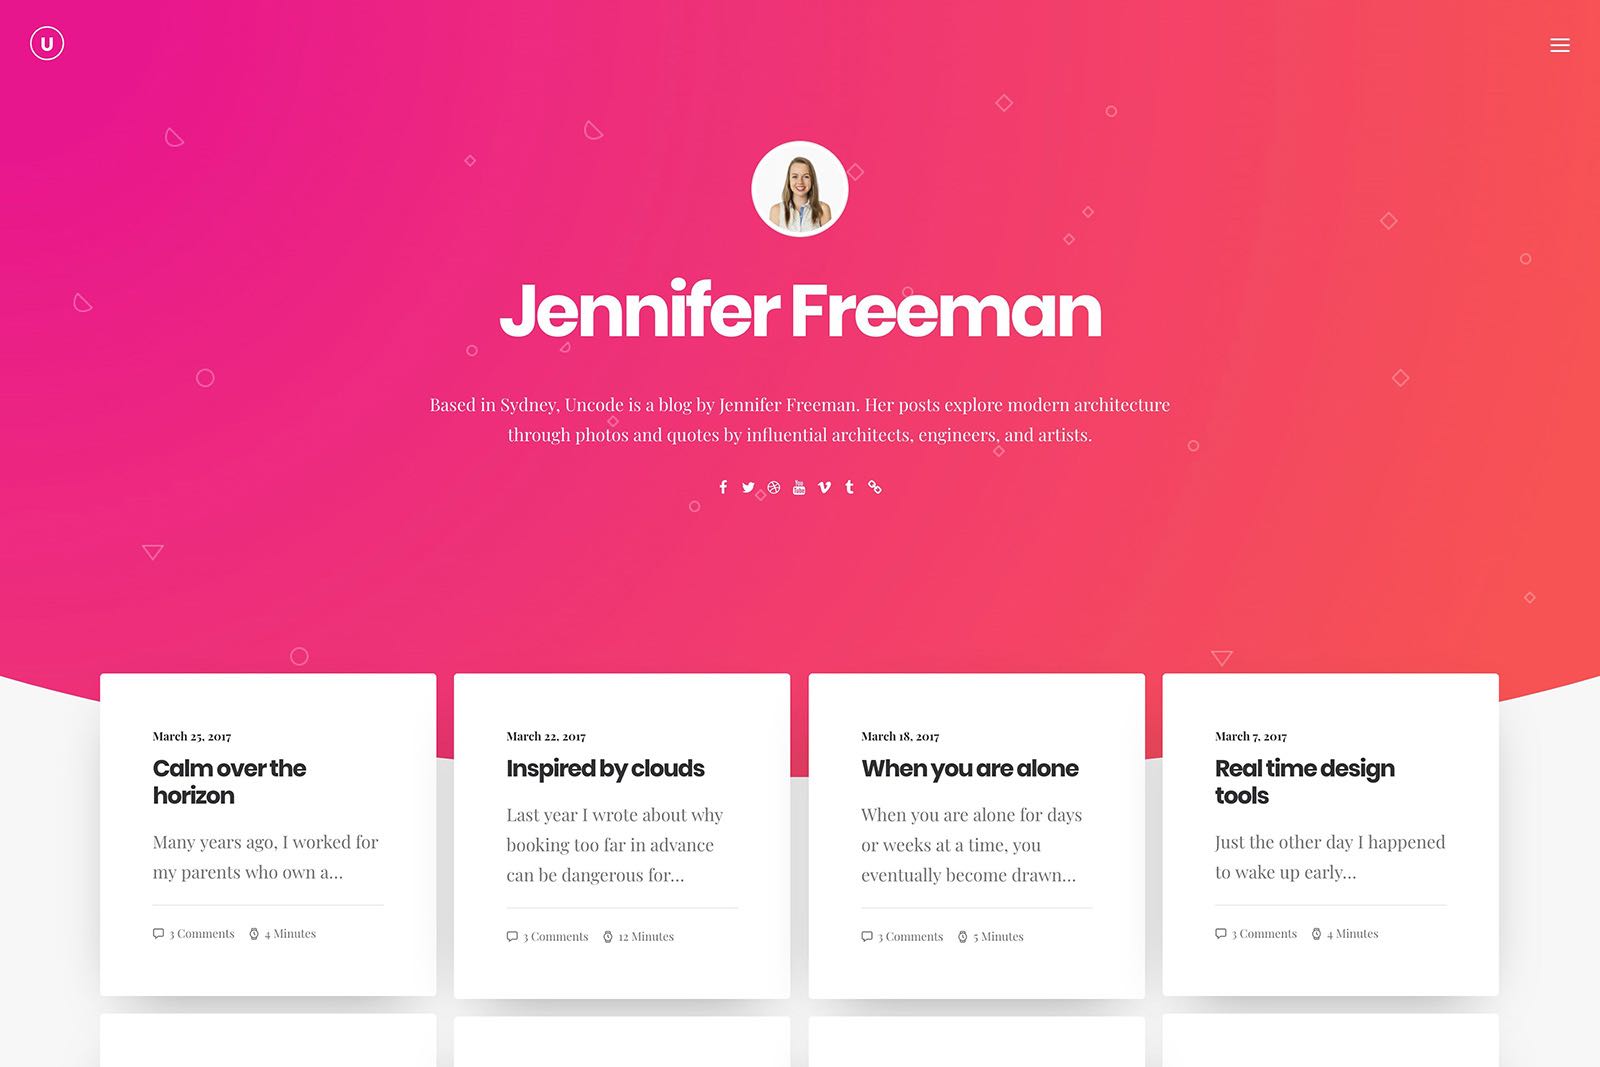 U
Jennifer Freeman
Based in Sydney, Uncode is a blog by Jennifer Freeman. Her posts explore modern architecture
through photos and quotes by influential architects, engineers, and artists.
March 25, 2017
Calm over the
horizon
Many years ago, I worked for
my parents who own a...
3 Comments 4 Minutes
March 22, 2017
Inspired by clouds
Last year I wrote about why
booking too far in advance
can be dangerous for...
3 Comments 12 Minutes
March 18, 2017
When you are alone
When you are alone for days
or weeks at a time, you
eventually become drawn...
3 Comments 5 Minutes
March 7, 2017
Real time design
tools
Just the other day I happened
to wake up early...
3 Comments 4 Minutes